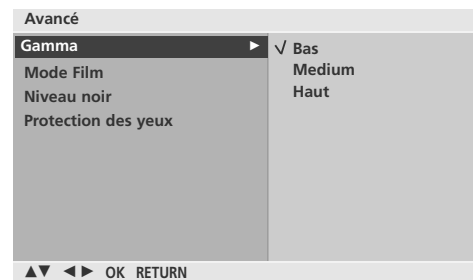 Avancé
Gamma ►
Mode Film
Niveau noir
Protection des yeux
√ Bas
Medium
Haut
▲▼ ◄► OK RETURN